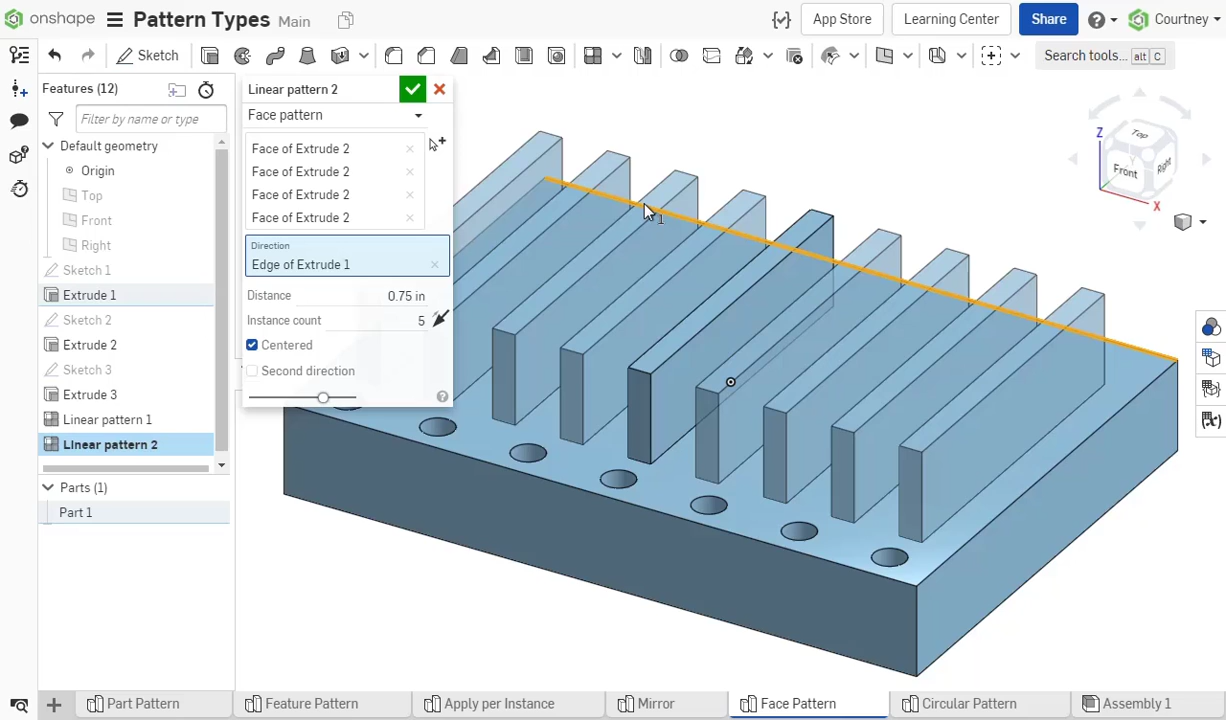 onshape
Pattern Types Main
App Store
Learning Center
Share
Courtney
Sketch
Search tools... alt C
Features (12)
Filter by name or type
Default geometry
Origin
Top
Front
Right
Sketch 1
Extrude 1
Sketch 2
Extrude 2
Sketch 3
Extrude 3
Linear pattern 1
Linear pattern 2
Parts (1)
Part 1
Linear pattern 2
Face pattern
Face of Extrude 2
Face of Extrude 2
Face of Extrude 2
Face of Extrude 2
Direction
Edge of Extrude 1
Distance 0.75 in
Instance count 5
Centered
Second direction
1
Z
Top
Front
Right
X
Part Pattern
Feature Pattern
Apply per Instance
Mirror
Face Pattern
Circular Pattern
Assembly 1